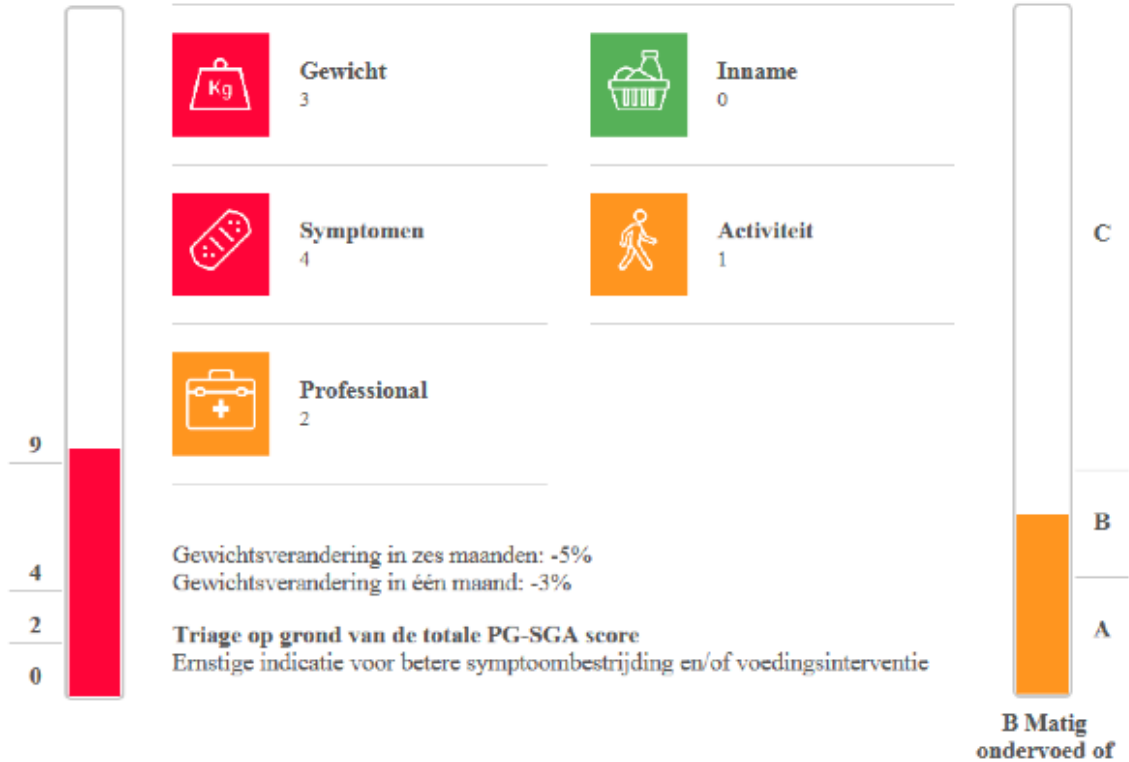 Kg
Gewicht
3
Inname
0
Symptomen
4
Activiteit
1
Professional
2
9
4
2
0
C
B
A
Gewichtsverandering in zes maanden: -5%
Gewichtsverandering in één maand: -3%
Triage op grond van de totale PG-SGA score
Ernstige indicatie voor betere symptoombestrijding en/of voedingsinterventie
B Matig
ondervoed of